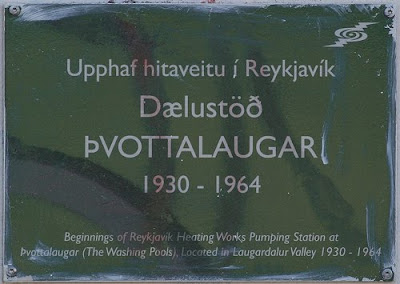 Upphaf hitaveitu í Reykjavík
Dælustöð
ÞVOTTALAUGAR
1930 - 1964
Beginnings of Reykjavik Heating Works Pumping Station at
Þvottalaugar (The Washing Pools), Located in Laugardalur Valley 1930 - 1964